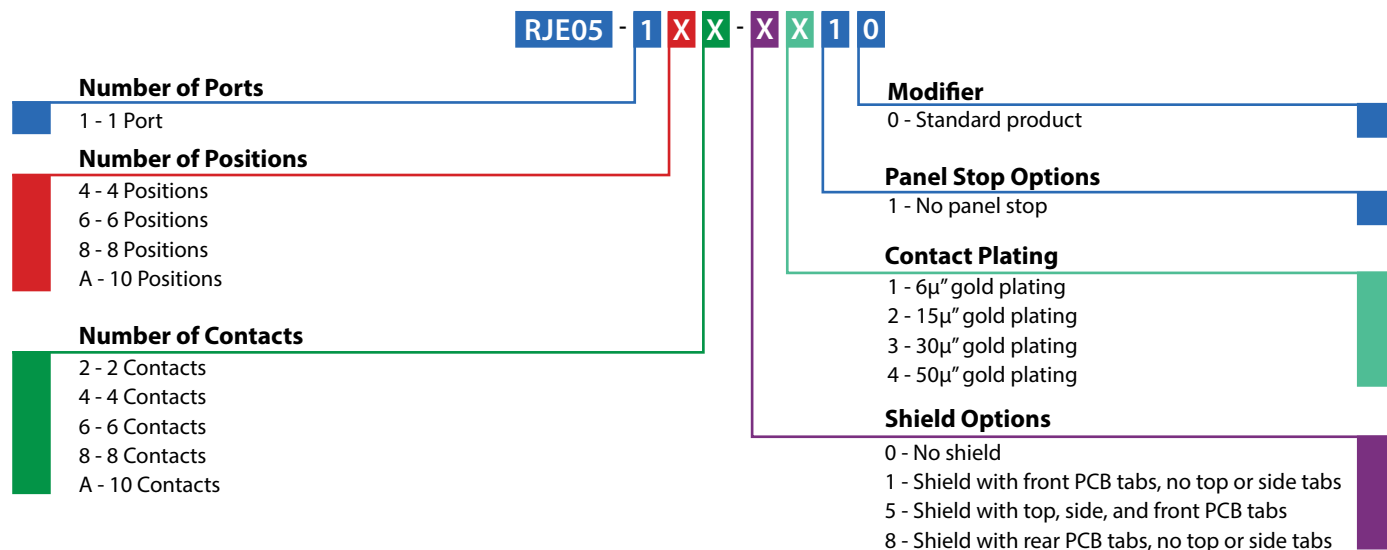 RJE05 - 1 X X - X X 1 0
Number of Ports
1 - 1 Port
Number of Positions
4 - 4 Positions
6 - 6 Positions
8 - 8 Positions
A - 10 Positions
Number of Contacts
2 - 2 Contacts
4 - 4 Contacts
6 - 6 Contacts
8 - 8 Contacts
A - 10 Contacts
Modifier
0 - Standard product
Panel Stop Options
1 - No panel stop
Contact Plating
1 - 6µ” gold plating
2 - 15µ” gold plating
3 - 30µ” gold plating
4 - 50µ” gold plating
Shield Options
0 - No shield
1 - Shield with front PCB tabs, no top or side tabs
5 - Shield with top, side, and front PCB tabs
8 - Shield with rear PCB tabs, no top or side tabs